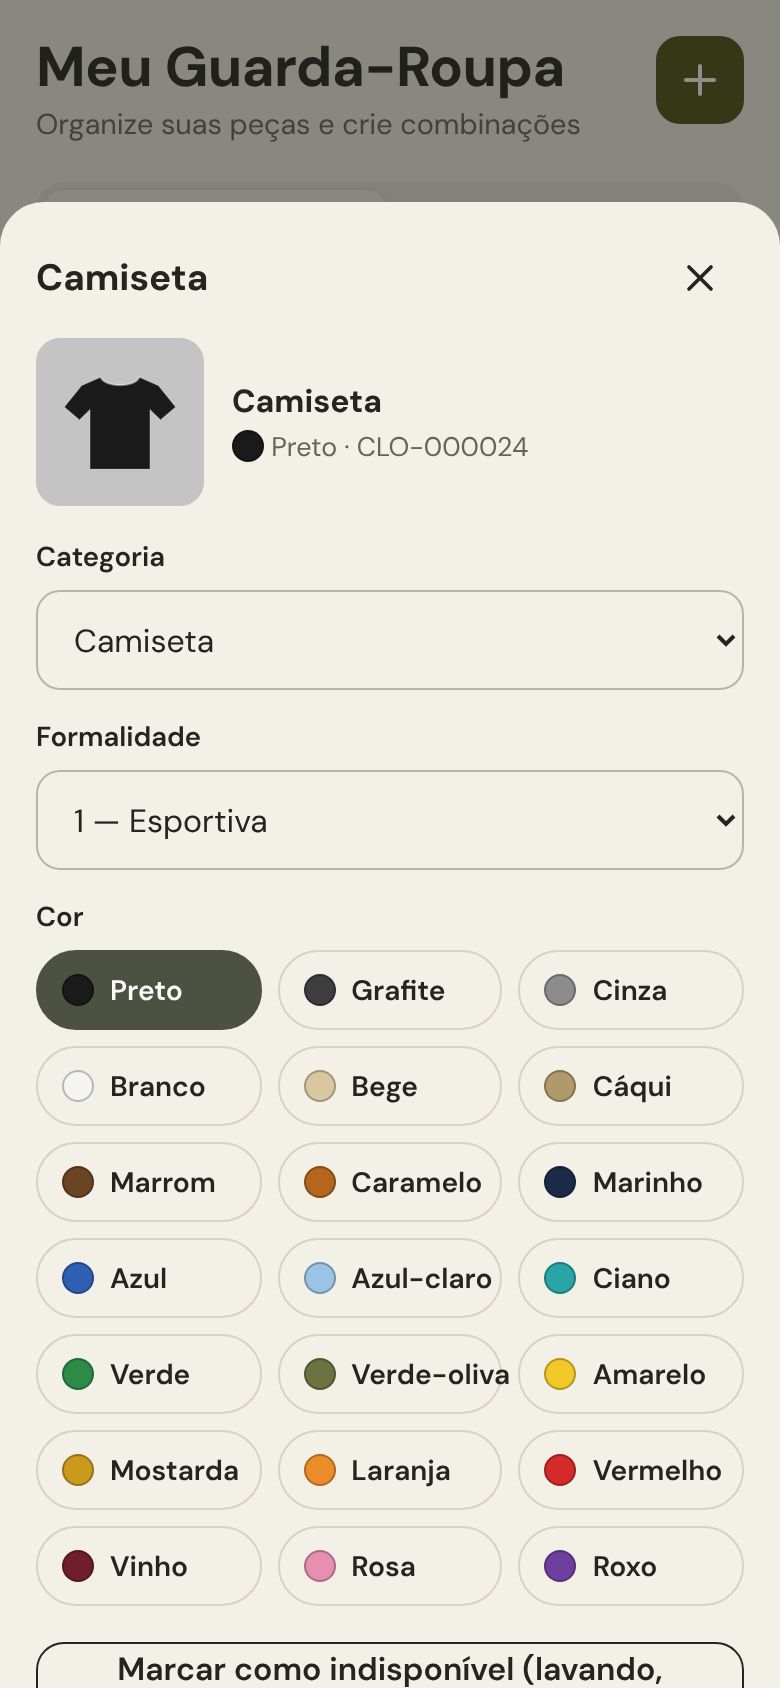 Meu Guarda-Roupa
Organize suas peças e crie combinações
Camiseta
Camiseta
Preto · CLO-000024
Categoria
Camiseta
Formalidade
1 — Esportiva
Cor
Preto
Grafite
Cinza
Branco
Bege
Cáqui
Marrom
Caramelo
Marinho
Azul
Azul-claro
Ciano
Verde
Verde-oliva
Amarelo
Mostarda
Laranja
Vermelho
Vinho
Rosa
Roxo
Marcar como indisponível (lavando,